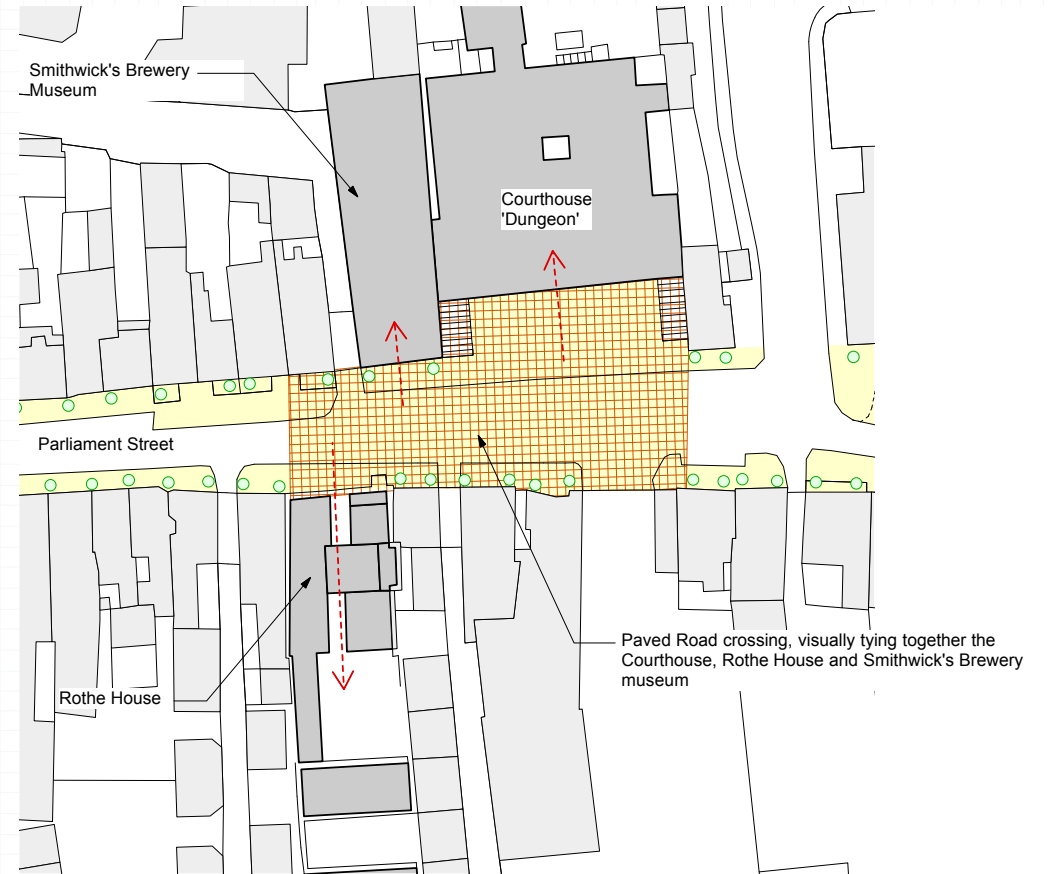 Smithwick's Brewery
Museum
Courthouse
'Dungeon'
Parliament Street
Paved Road crossing, visually tying together the
Courthouse, Rothe House and Smithwick's Brewery
museum
Rothe House